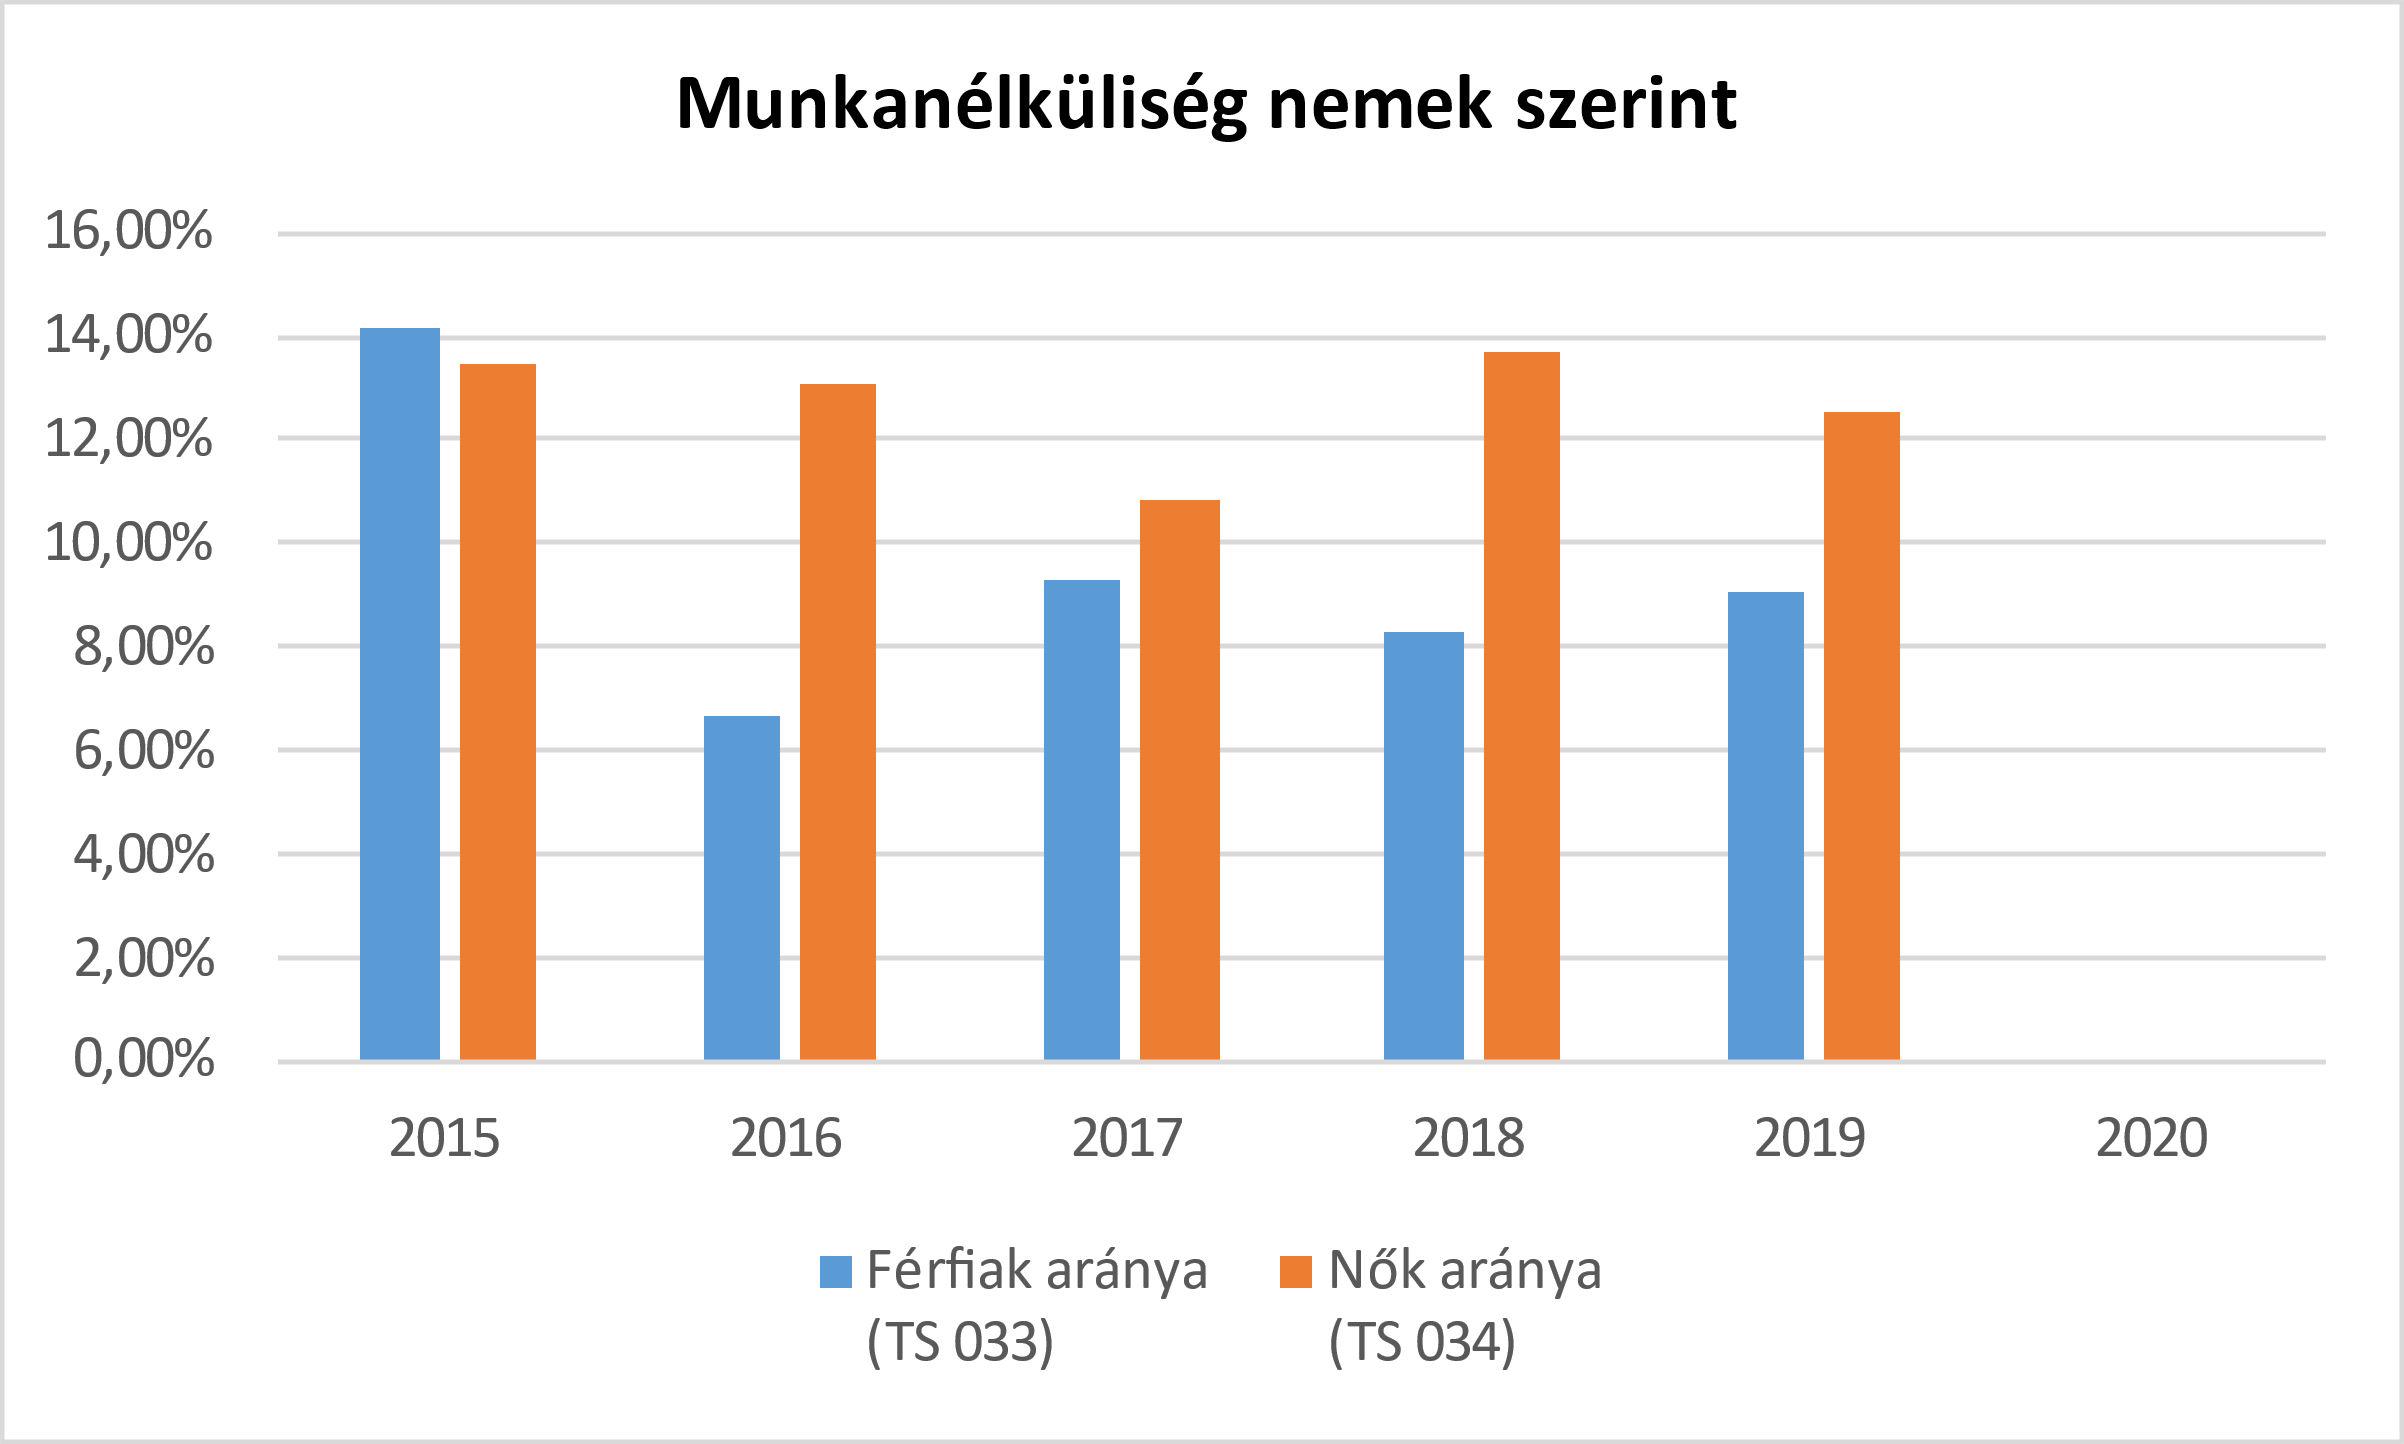 Munkanélküliség nemek szerint
16,00%
14,00%
12,00%
10,00%
8,00%
6,00%
4,00%
2,00%
0,00%
2015 2016 2017 2018 2019 2020
Férfiak aránya
(TS 033)
Nők aránya
(TS 034)